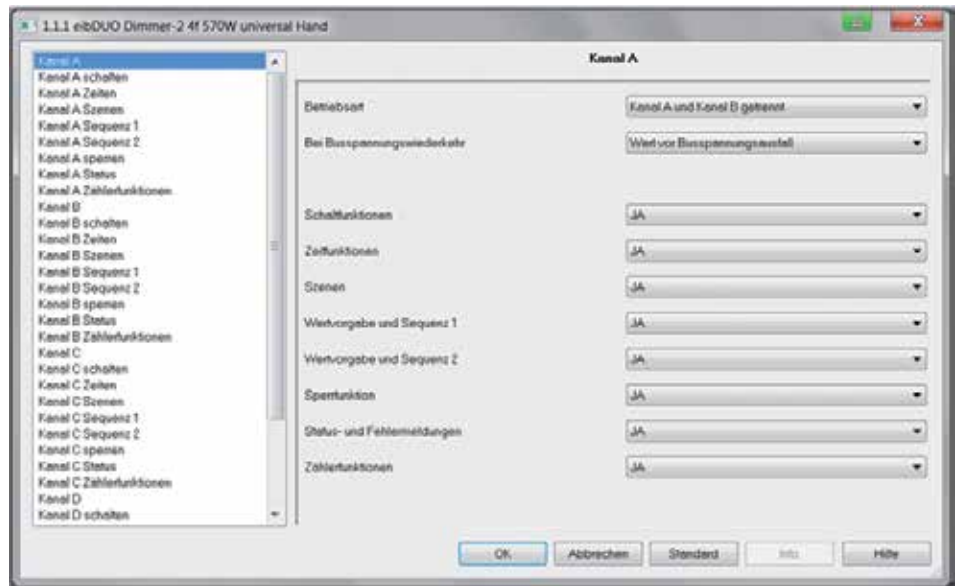 1.1.1 eibDUO Dimmer-2 4f 570W universal Hand
Kanal A
Kanal A schalten
Kanal A Zeiten
Kanal A Szenen
Kanal A Sequenz 1
Kanal A Sequenz 2
Kanal A sperren
Kanal A Status
Kanal A Zählerfunktionen
Kanal B
Kanal B schalten
Kanal B Zeiten
Kanal B Szenen
Kanal B Sequenz 1
Kanal B Sequenz 2
Kanal B sperren
Kanal B Status
Kanal B Zählerfunktionen
Kanal C
Kanal C schalten
Kanal C Zeiten
Kanal C Szenen
Kanal C Sequenz 1
Kanal C Sequenz 2
Kanal C sperren
Kanal C Status
Kanal C Zählerfunktionen
Kanal D
Kanal D schalten
Kanal A
Betriebsart Kanal A und Kanal B getrennt
Bei Busspannungswiederkehr Wert vor Busspannungsausfall
Schaltfunktionen JA
Zeitfunktionen JA
Szenen JA
Wertvorgabe und Sequenz 1 JA
Wertvorgabe und Sequenz 2 JA
Sperrfunktion JA
Status- und Fehlermeldungen JA
Zählerfunktionen JA
OK Abbrechen Standard Info Hilfe